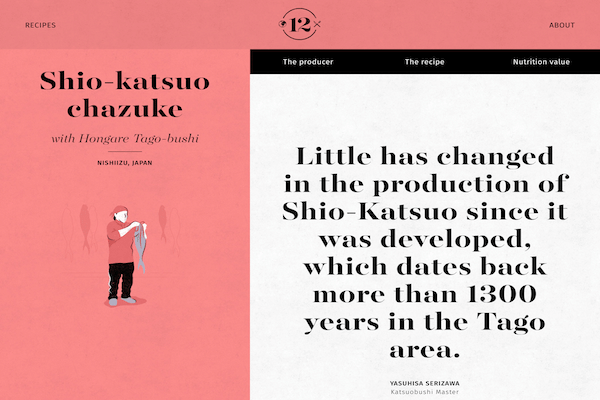 RECIPES
12
ABOUT
Shio-katsuo
chazuke
with Hongare Tago-bushi
NISHIIZU, JAPAN
The producer
The recipe
Nutrition value
Little has changed
in the production of
Shio-Katsuo since it
was developed,
which dates back
more than 1300
years in the Tago
area.
YASUHISA SERIZAWA
Katsuobushi Master